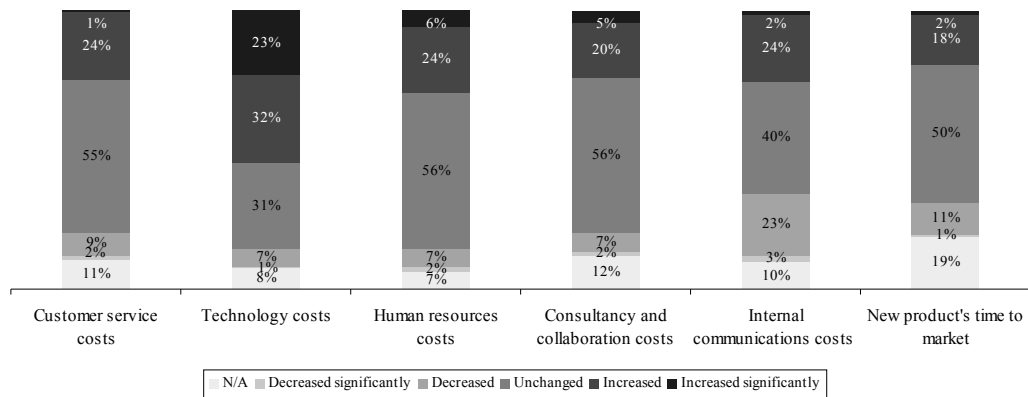 1% 23% 6% 5% 2% 2%
24% 32% 24% 20% 24% 18%
55% 31% 56% 56% 40% 50%
9% 7% 7% 7% 23% 11%
2% 1% 2% 2% 3% 1%
11% 8% 7% 12% 10% 19%
Customer service costs
Technology costs
Human resources costs
Consultancy and collaboration costs
Internal communications costs
New product's time to market
N/A Decreased significantly Decreased Unchanged Increased Increased significantly